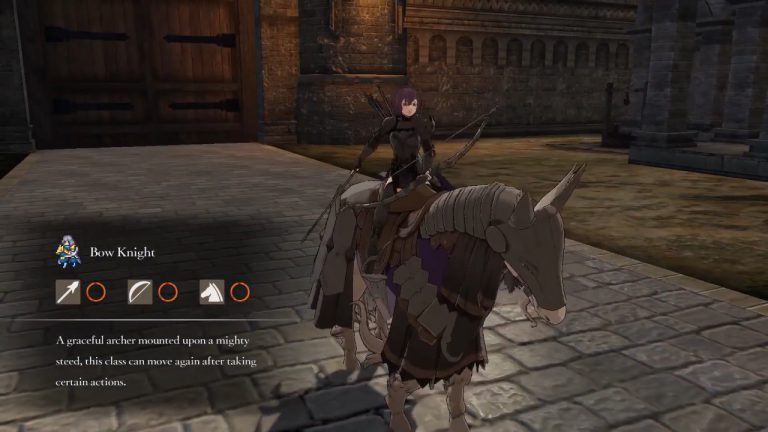 Bow Knight
A graceful archer mounted upon a mighty
steed, this class can move again after taking
certain actions.